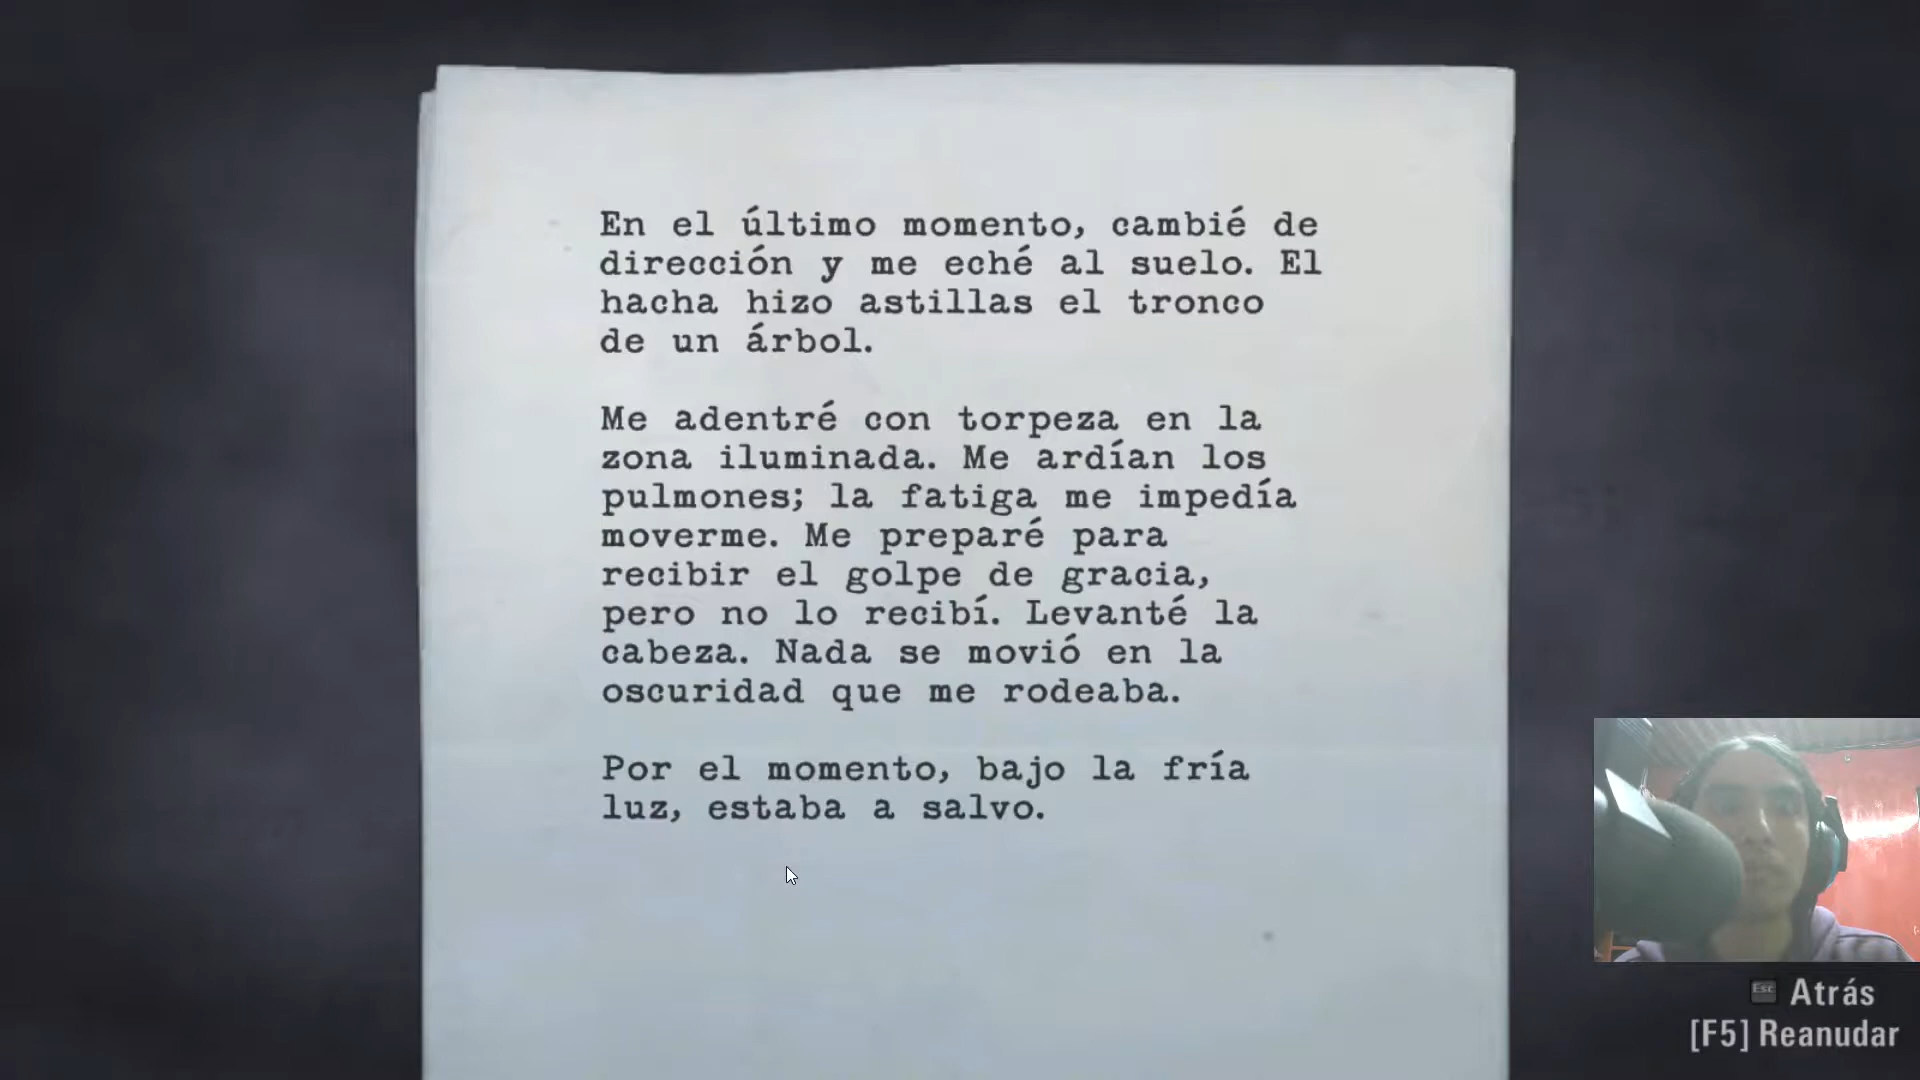 En el último momento, cambié de
dirección y me eché al suelo. El
hacha hizo astillas el tronco
de un árbol.
Me adentré con torpeza en la
zona iluminada. Me ardían los
pulmones; la fatiga me impedía
moverme. Me preparé para
recibir el golpe de gracia,
pero no lo recibí. Levanté la
cabeza. Nada se movió en la
oscuridad que me rodeaba.
Por el momento, bajo la fría
luz, estaba a salvo.
Esc Atrás
[F5] Reanudar